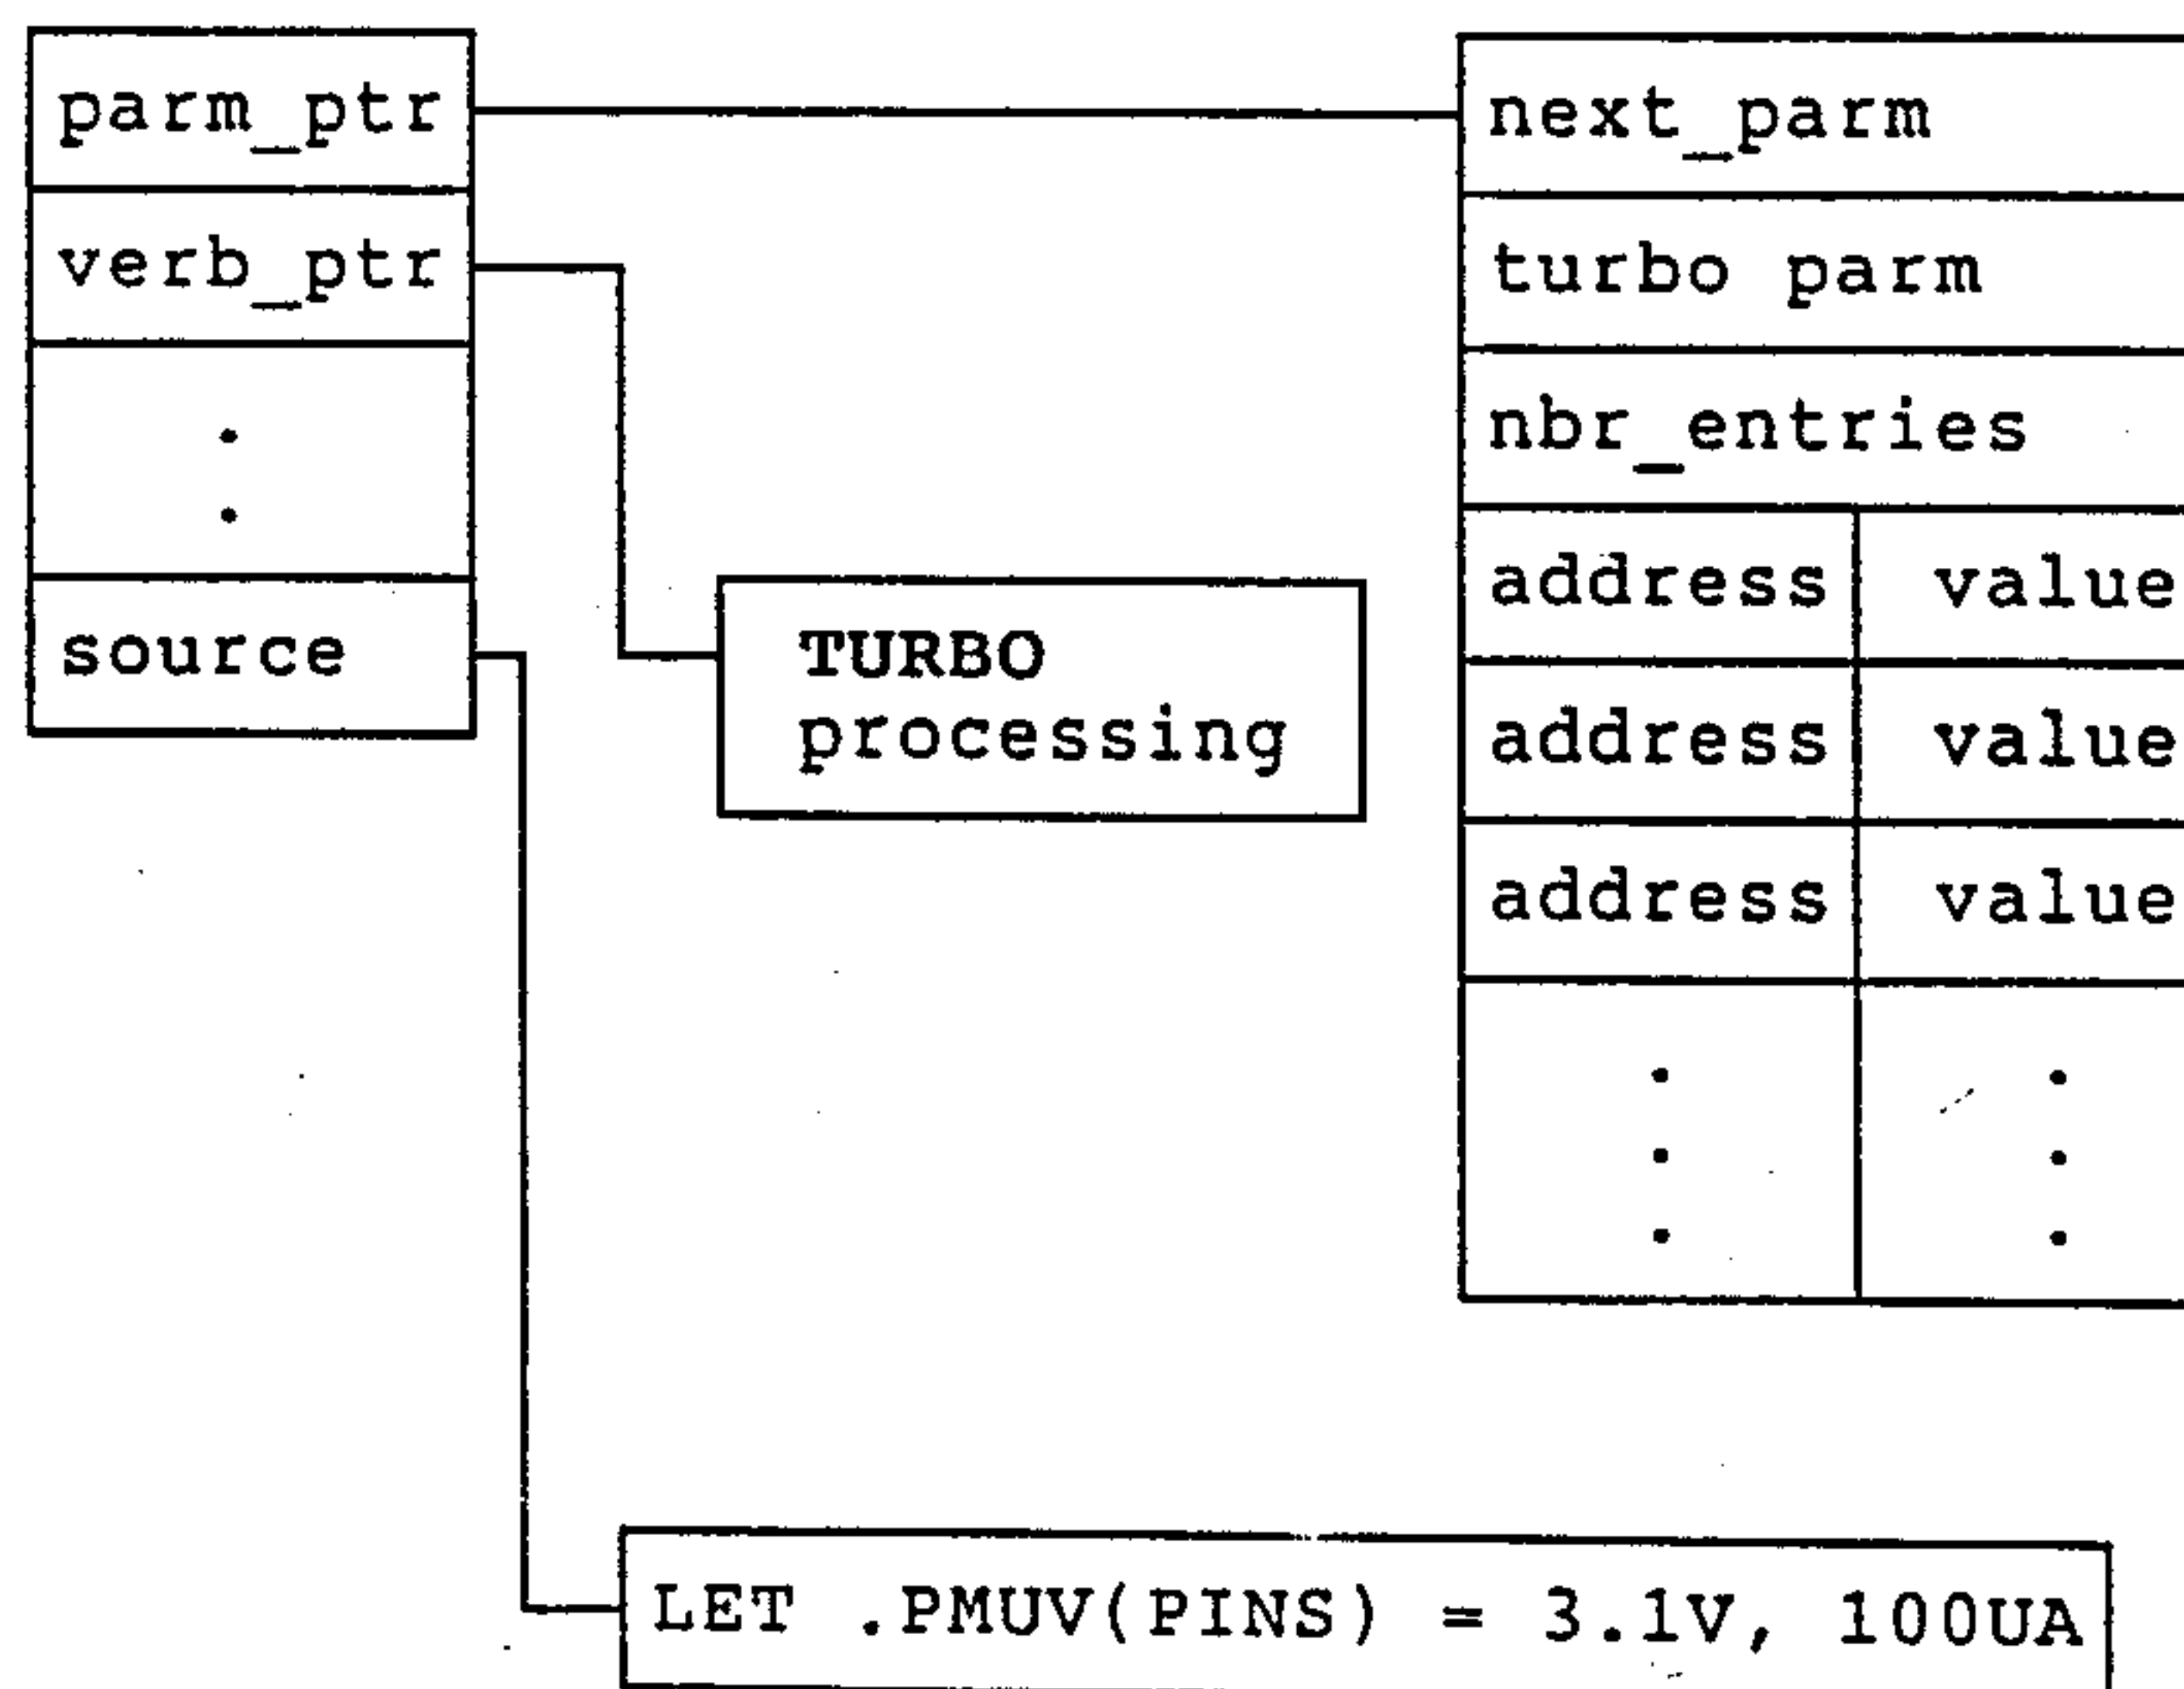 parm_ptr
verb_ptr
source
TURBO
processing
next_parm
turbo parm
nbr_entries
address value
address value
address value
LET .PMUV(PINS) = 3.1V, 100UA